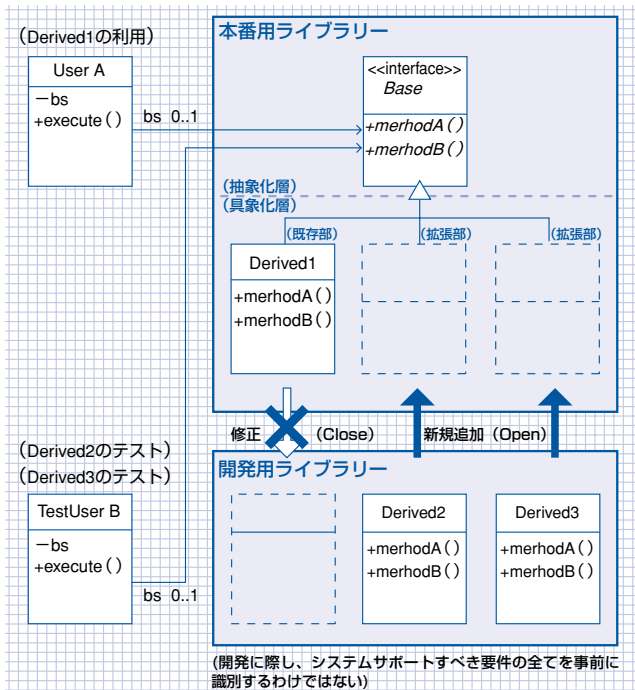 (Derived1の利用)
User A
－bs
+execute()
bs 0..1
本番用ライブラリー
<<interface>>
Base
+merhodA()
+merhodB()
(抽象化層)
(具象化層)
(既存部)
(拡張部)
(拡張部)
Derived1
+merhodA()
+merhodB()
修正
(Close)
新規追加(Open)
(Derived2のテスト)
(Derived3のテスト)
TestUser B
－bs
+execute()
bs 0..1
開発用ライブラリー
Derived2
+merhodA()
+merhodB()
Derived3
+merhodA()
+merhodB()
(開発に際し、システムサポートすべき要件の全てを事前に
識別するわけではない)